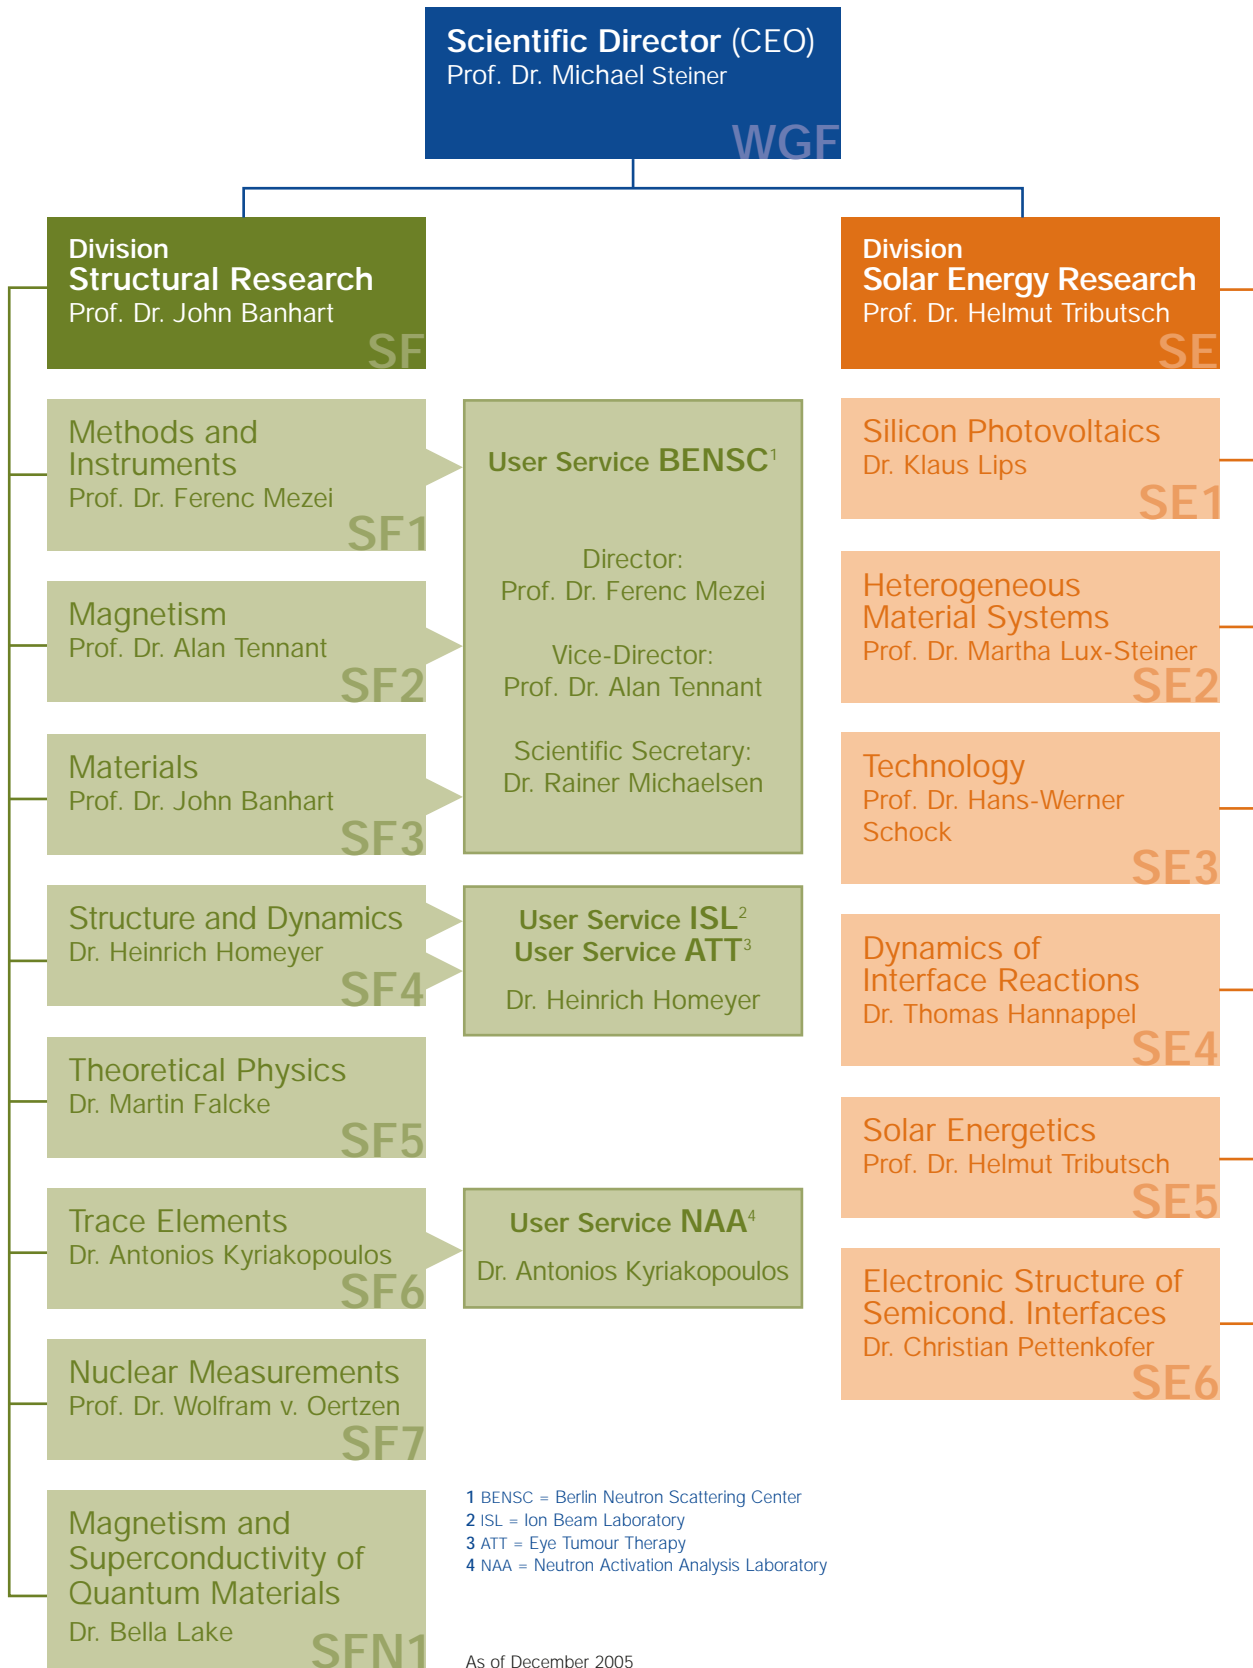 Scientific Director (CEO)
Prof. Dr. Michael Steiner
WGF
Division
Structural Research
Prof. Dr. John Banhart
SF
Methods and
Instruments
Prof. Dr. Ferenc Mezei
SF1
Magnetism
Prof. Dr. Alan Tennant
SF2
Materials
Prof. Dr. John Banhart
SF3
Structure and Dynamics
Dr. Heinrich Homeyer
SF4
Theoretical Physics
Dr. Martin Falcke
SF5
Trace Elements
Dr. Antonios Kyriakopoulos
SF6
Nuclear Measurements
Prof. Dr. Wolfram v. Oertzen
SF7
Magnetism and
Superconductivity of
Quantum Materials
Dr. Bella Lake
SFN1
User Service BENSC1
Director:
Prof. Dr. Ferenc Mezei
Vice-Director:
Prof. Dr. Alan Tennant
Scientific Secretary:
Dr. Rainer Michaelsen
User Service ISL2
User Service ATT3
Dr. Heinrich Homeyer
User Service NAA4
Dr. Antonios Kyriakopoulos
1 BENSC = Berlin Neutron Scattering Center
2 ISL = Ion Beam Laboratory
3 ATT = Eye Tumour Therapy
4 NAA = Neutron Activation Analysis Laboratory
As of December 2005
Division
Solar Energy Research
Prof. Dr. Helmut Tributsch
SE
Silicon Photovoltaics
Dr. Klaus Lips
SE1
Heterogeneous
Material Systems
Prof. Dr. Martha Lux-Steiner
SE2
Technology
Prof. Dr. Hans-Werner
Schock
SE3
Dynamics of
Interface Reactions
Dr. Thomas Hannappel
SE4
Solar Energetics
Prof. Dr. Helmut Tributsch
SE5
Electronic Structure of
Semicond. Interfaces
Dr. Christian Pettenkofer
SE6